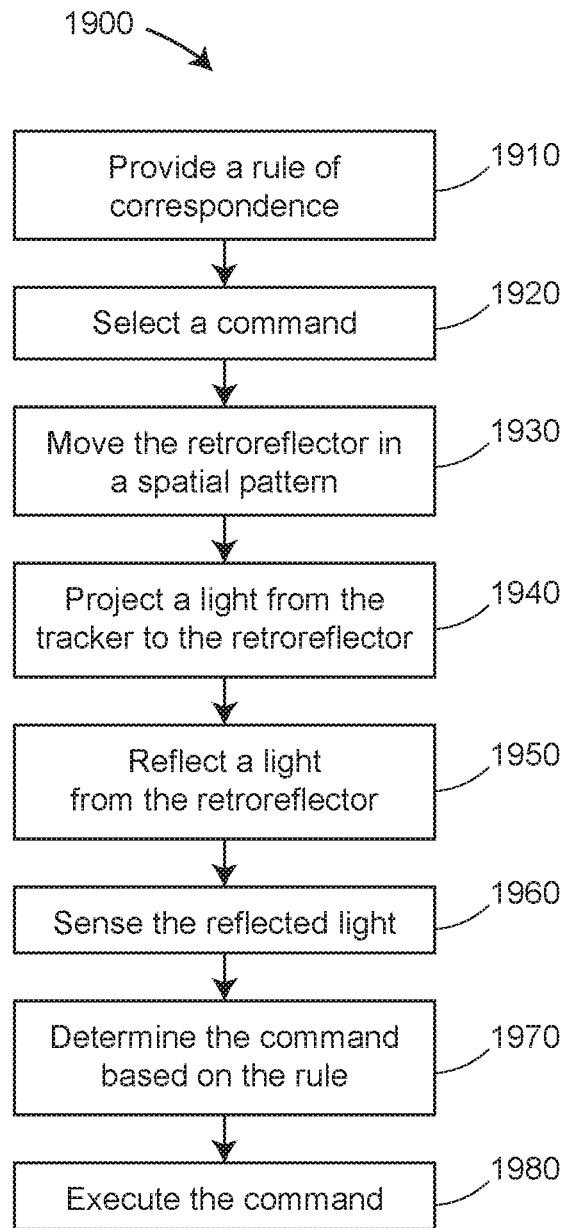 1900
Provide a rule of
correspondence
1910
Select a command
1920
Move the retroreflector in
a spatial pattern
1930
Project a light from the
tracker to the retroreflector
1940
Reflect a light
from the retroreflector
1950
Sense the reflected light
1960
Determine the command
based on the rule
1970
Execute the command
1980